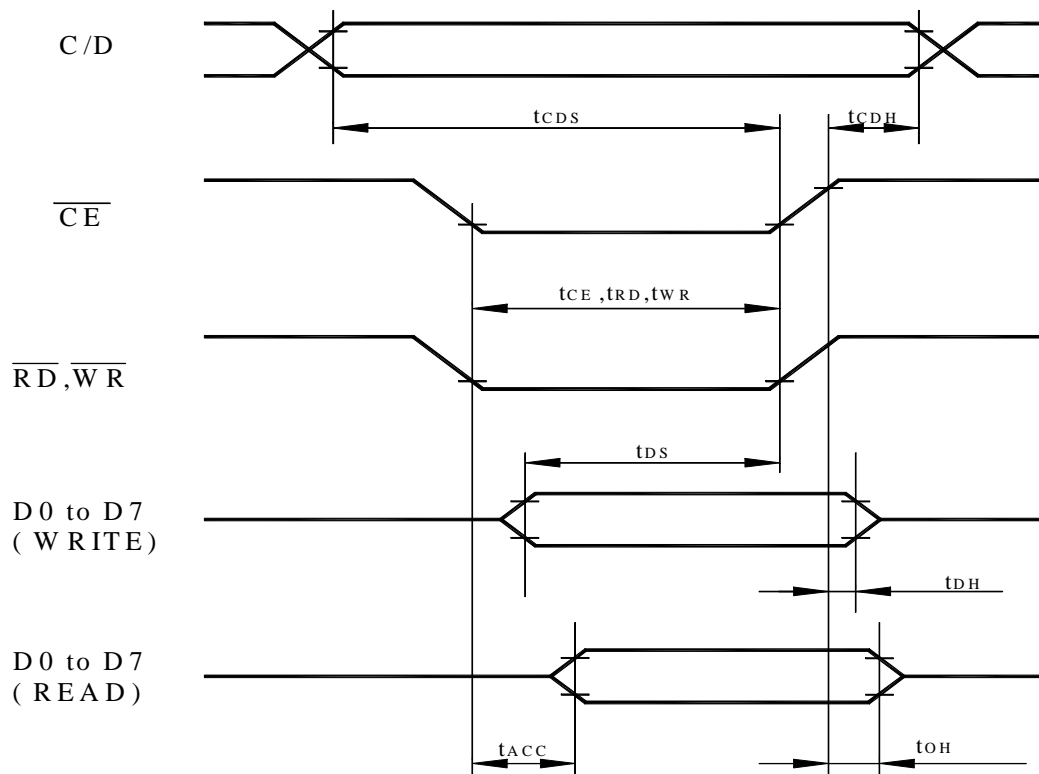 C/D
tCDS
tCDH
CE
tCE ,tRD,tWR
RD ,WR
tDS
D0 to D7
( WRITE)
tDH
D0 to D7
( READ)
tACC
tOH